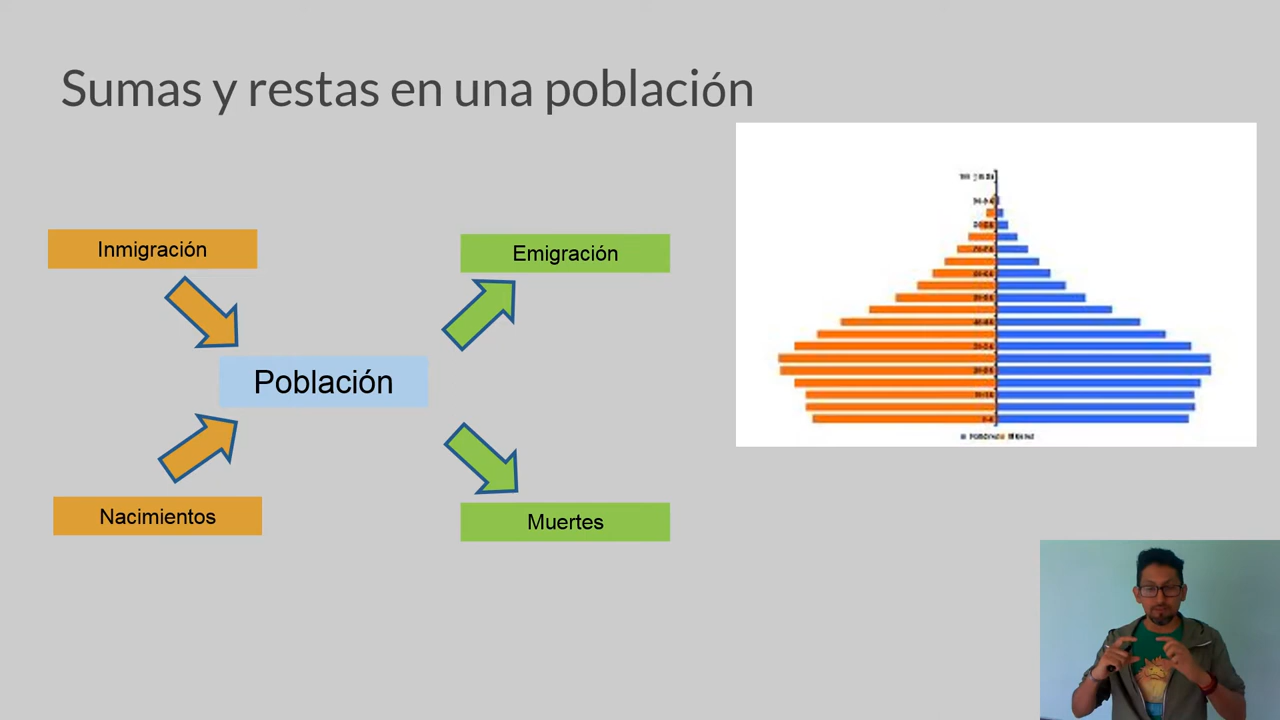 Sumas y restas en una población
Inmigración
Emigración
Población
Nacimientos
Muertes